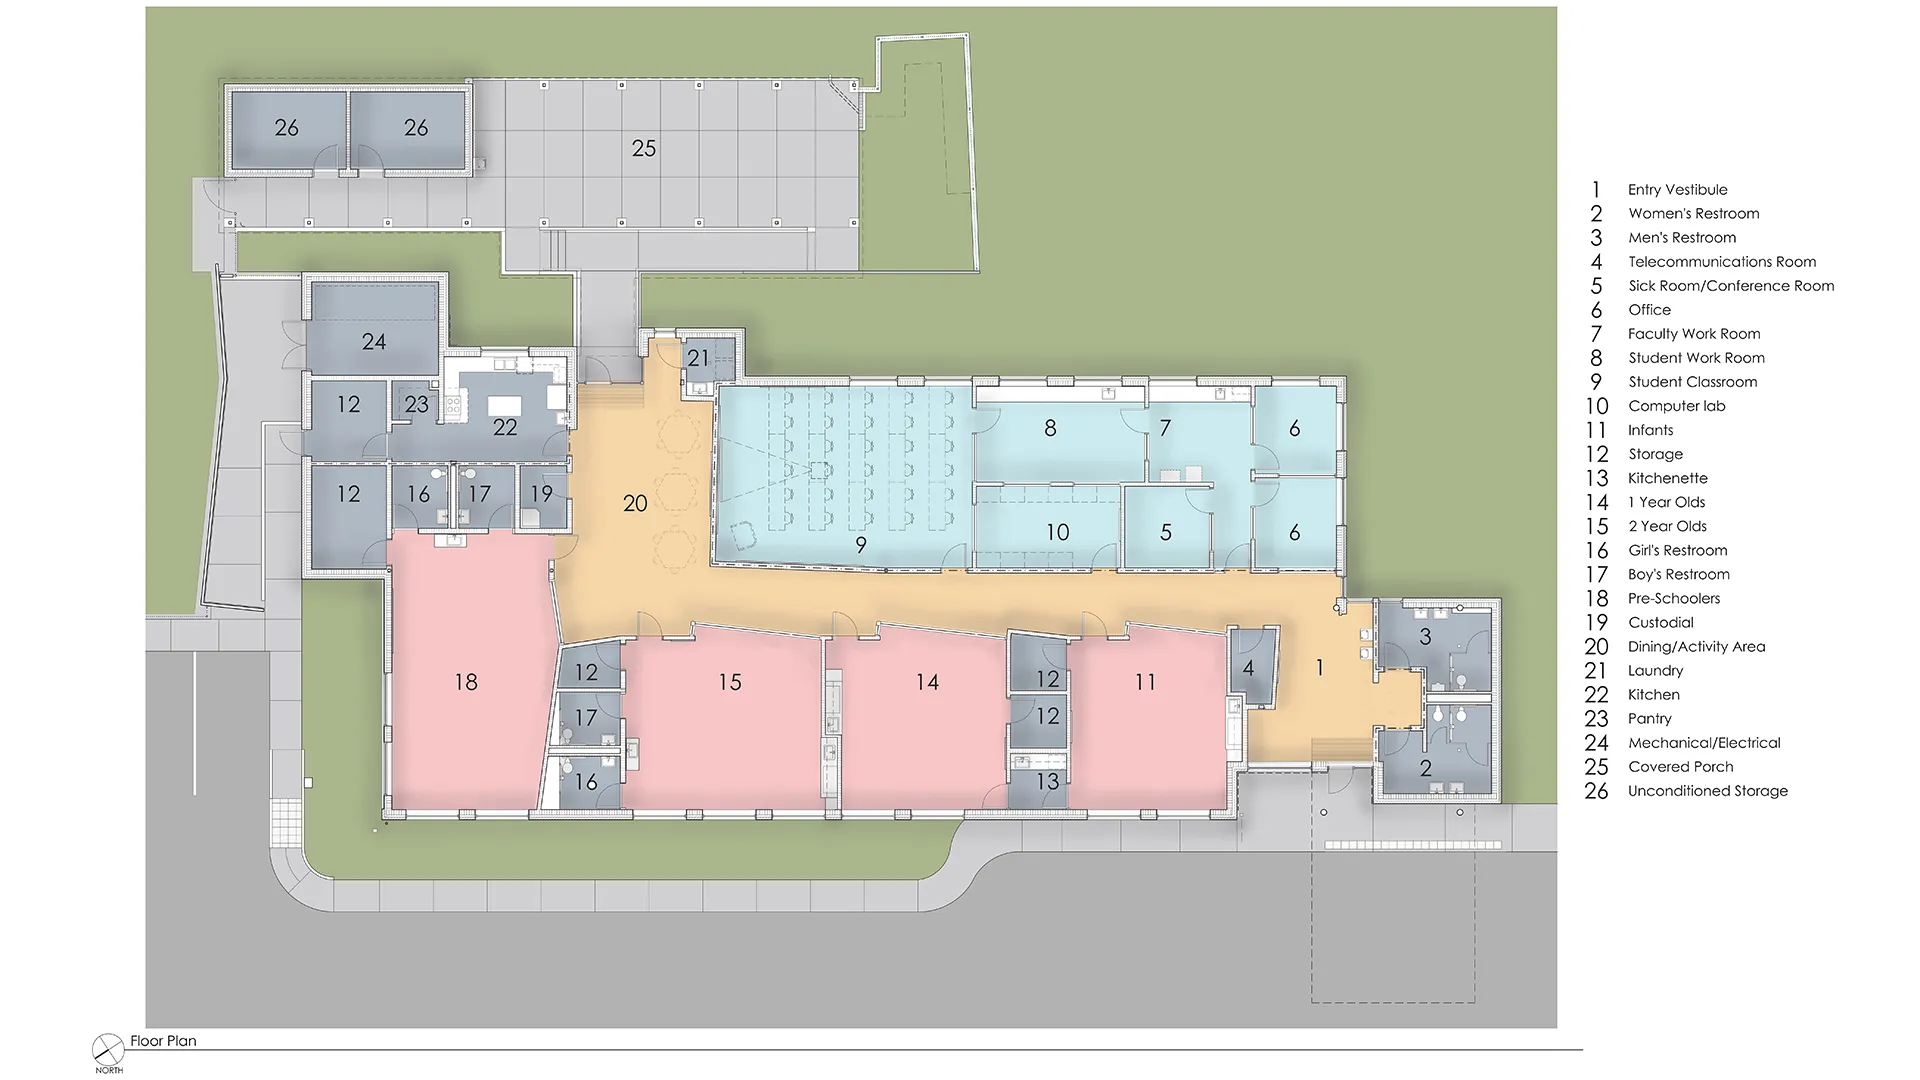 26 26 25
24 21
12 23 22 8 7 6
12 16 17 19 20 9 10 5 6
18 12 15 14 12 11 4 1 3
17 12
16 13 2
1 Entry Vestibule
2 Women's Restroom
3 Men's Restroom
4 Telecommunications Room
5 Sick Room/Conference Room
6 Office
7 Faculty Work Room
8 Student Work Room
9 Student Classroom
10 Computer lab
11 Infants
12 Storage
13 Kitchenette
14 1 Year Olds
15 2 Year Olds
16 Girl's Restroom
17 Boy's Restroom
18 Pre-Schoolers
19 Custodial
20 Dining/Activity Area
21 Laundry
22 Kitchen
23 Pantry
24 Mechanical/Electrical
25 Covered Porch
26 Unconditioned Storage
Floor Plan
NORTH